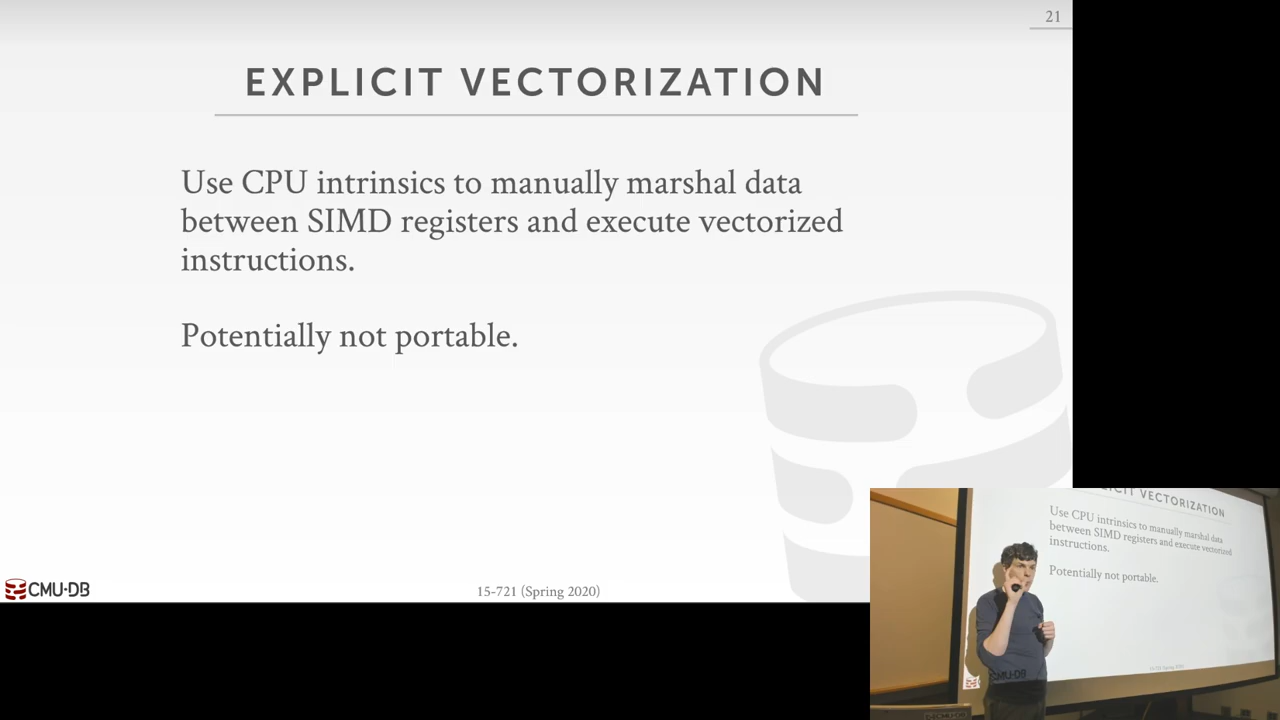 21
EXPLICIT VECTORIZATION
Use CPU intrinsics to manually marshal data
between SIMD registers and execute vectorized
instructions.
Potentially not portable.
CMU·DB
15-721 (Spring 2020)
VECTORIZATION
Use CPU intrinsics to manually marshal data
between SIMD registers and execute vectorized
instructions.
Potentially not portable.
CMU·DB